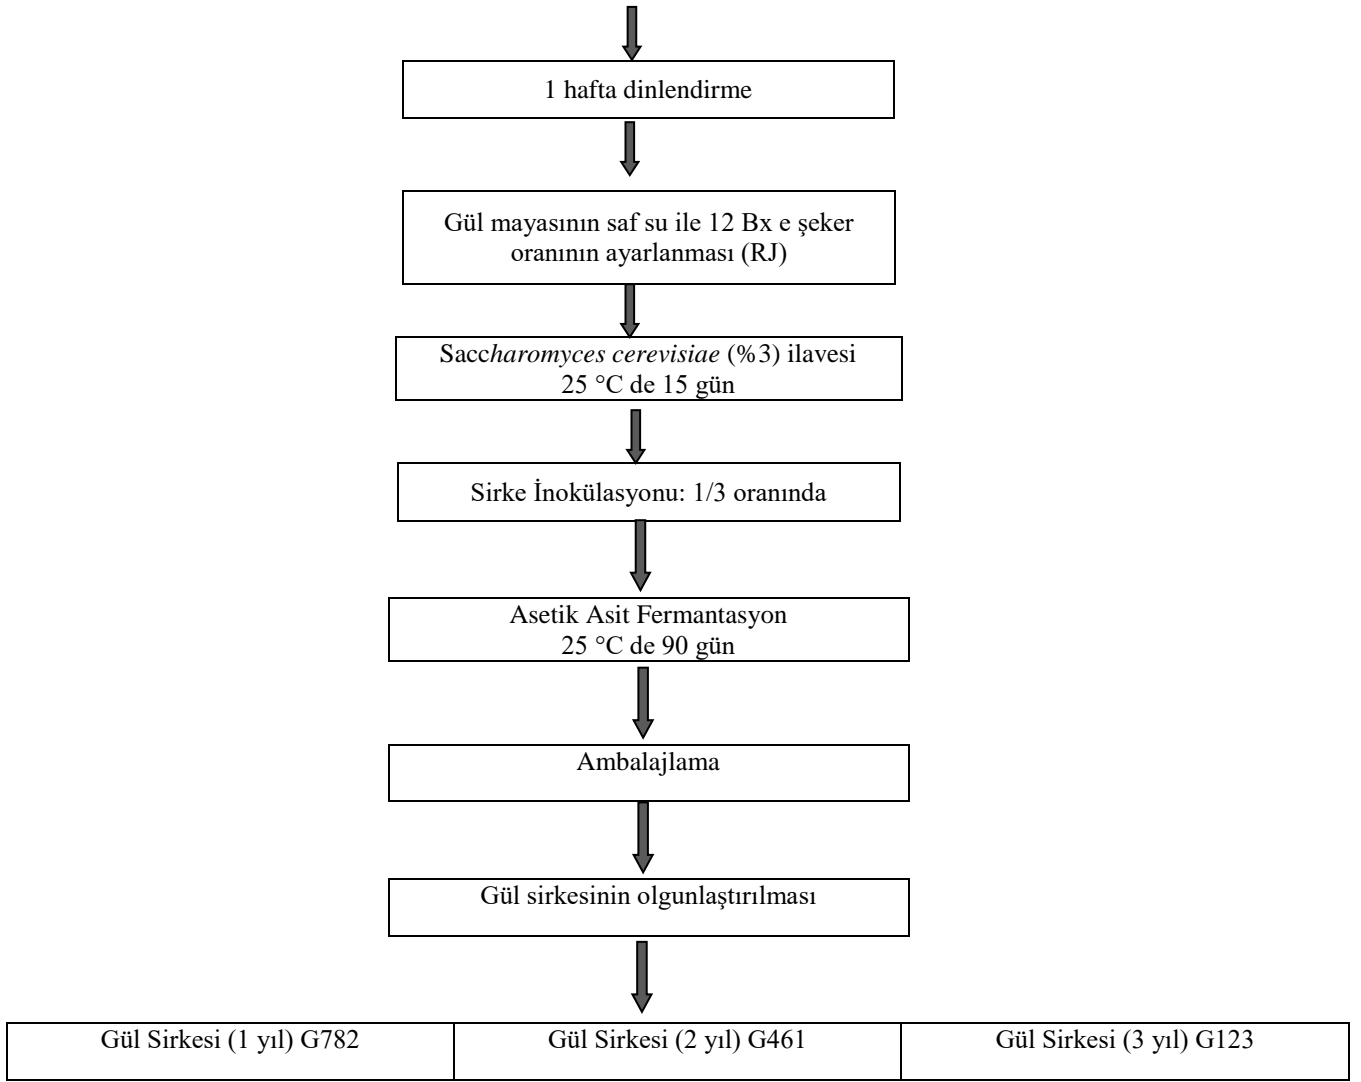 1 hafta dinlendirme
Gül mayasının saf su ile 12 Bx e şeker
oranının ayarlanması (RJ)
Saccharomyces cerevisiae (%3) ilavesi
25 °C de 15 gün
Sirke İnokülasyonu: 1/3 oranında
Asetik Asit Fermantasyon
25 °C de 90 gün
Ambalajlama
Gül sirkesinin olgunlaştırılması
Gül Sirkesi (1 yıl) G782
Gül Sirkesi (2 yıl) G461
Gül Sirkesi (3 yıl) G123